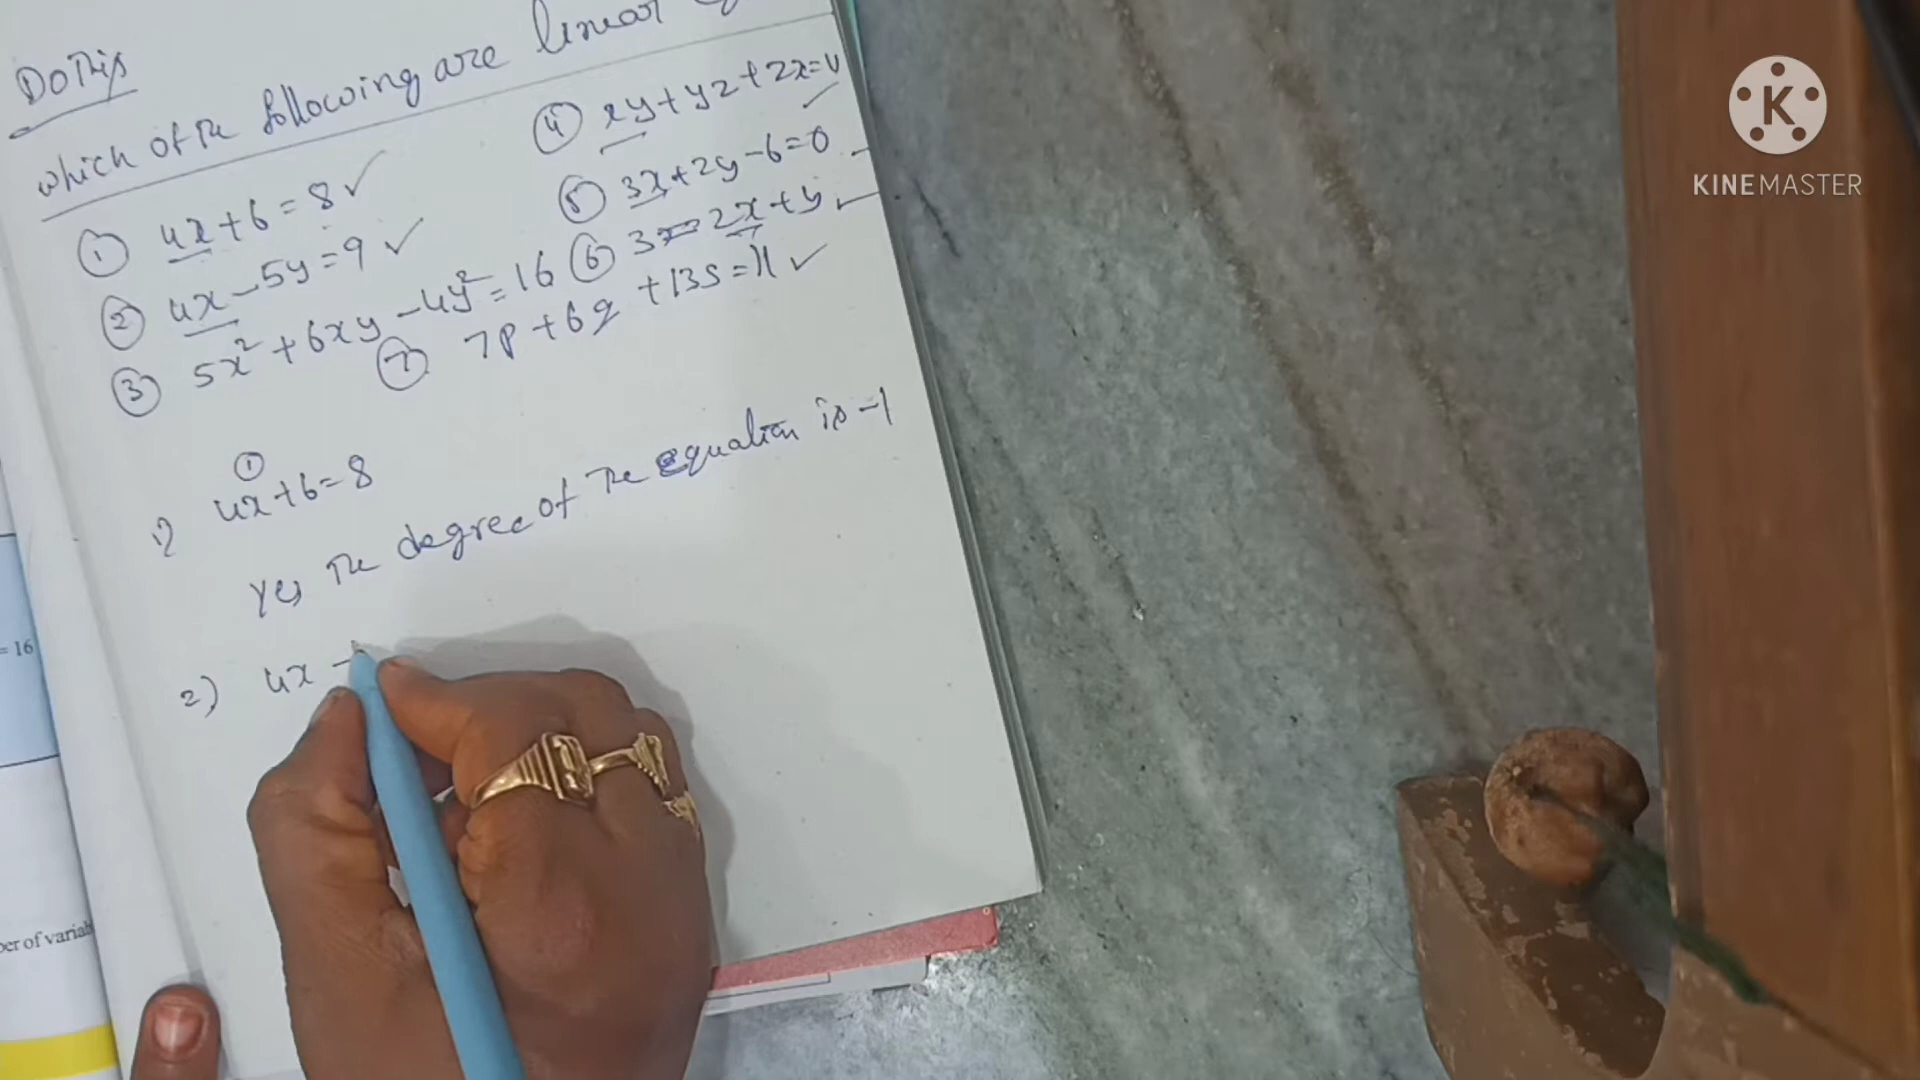 DO This
which of the following are linear
① 4x+6=8✓
② 4x-5y=9✓
③ 5x²+6xy-4y²=16
④ xy+yz+zx=4✓
⑤ 3x+2y-6=0
⑥ 3=2x+y✓
⑦ 7p+6q+13s=11✓
①
1) 4x+6=8
Yes The degree of The equation is-1
2) 4x -
= 16
per of variab
K
KINEMASTER